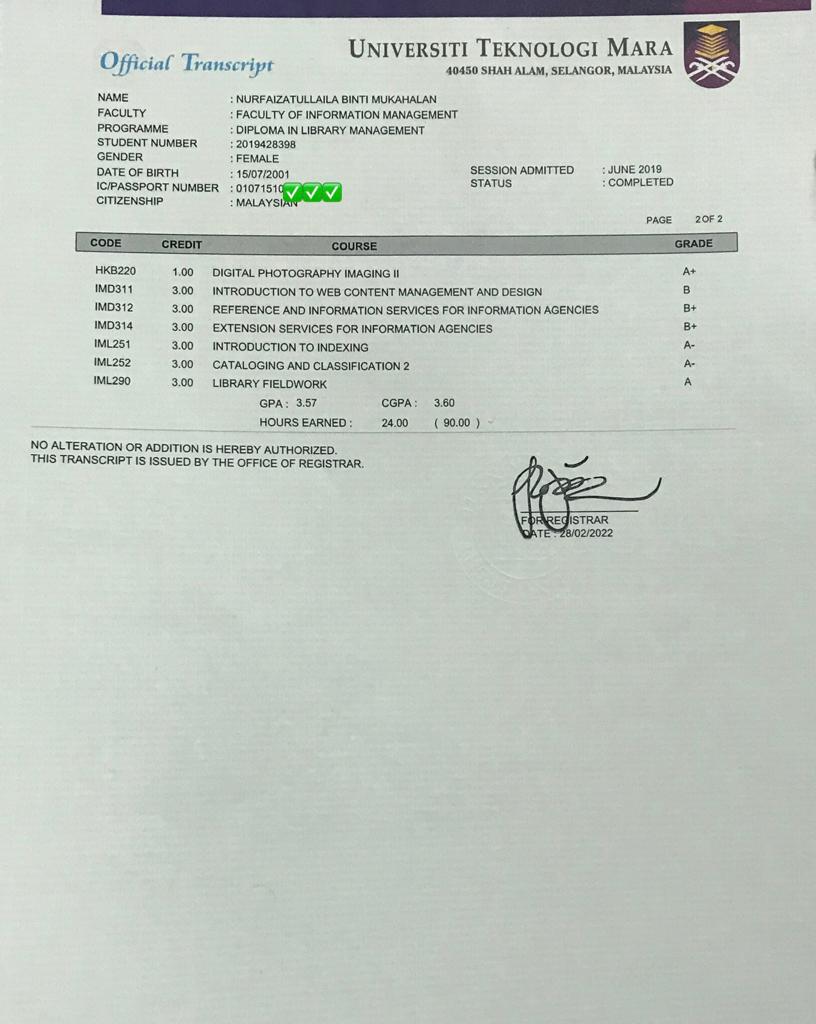 Official Transcript
UNIVERSITI TEKNOLOGI MARA
40450 SHAH ALAM, SELANGOR, MALAYSIA
NAME : NURFAIZATULLAILA BINTI MUKAHALAN
FACULTY : FACULTY OF INFORMATION MANAGEMENT
PROGRAMME : DIPLOMA IN LIBRARY MANAGEMENT
STUDENT NUMBER : 2019428398
GENDER : FEMALE
DATE OF BIRTH : 15/07/2001 SESSION ADMITTED : JUNE 2019
IC/PASSPORT NUMBER : 01071510 STATUS : COMPLETED
CITIZENSHIP : MALAYSIAN
PAGE 2 OF 2
CODE CREDIT COURSE GRADE
HKB220 1.00 DIGITAL PHOTOGRAPHY IMAGING II A+
IMD311 3.00 INTRODUCTION TO WEB CONTENT MANAGEMENT AND DESIGN B
IMD312 3.00 REFERENCE AND INFORMATION SERVICES FOR INFORMATION AGENCIES B+
IMD314 3.00 EXTENSION SERVICES FOR INFORMATION AGENCIES B+
IML251 3.00 INTRODUCTION TO INDEXING A-
IML252 3.00 CATALOGING AND CLASSIFICATION 2 A-
IML290 3.00 LIBRARY FIELDWORK A
GPA : 3.57 CGPA : 3.60
HOURS EARNED : 24.00 ( 90.00 )
NO ALTERATION OR ADDITION IS HEREBY AUTHORIZED.
THIS TRANSCRIPT IS ISSUED BY THE OFFICE OF REGISTRAR.
FOR REGISTRAR
DATE : 28/02/2022